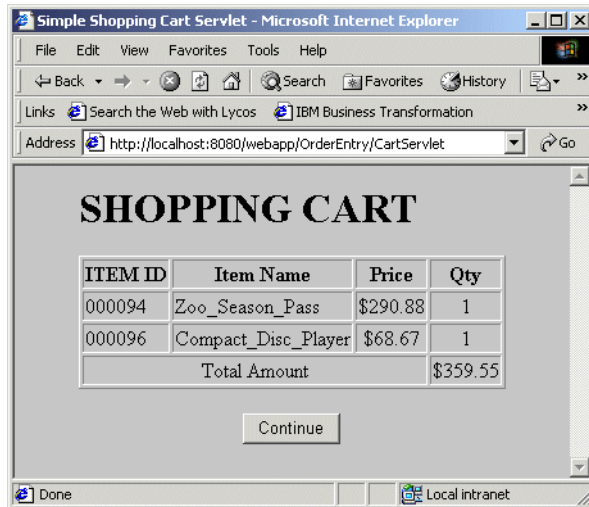 Simple Shopping Cart Servlet - Microsoft Internet Explorer
File Edit View Favorites Tools Help
Back Search Favorites History »
Links Search the Web with Lycos IBM Business Transformation »
Address http://localhost:8080/webapp/OrderEntry/CartServlet Go
SHOPPING CART
ITEM ID Item Name Price Qty
000094 Zoo_Season_Pass $290.88 1
000096 Compact_Disc_Player $68.67 1
Total Amount $359.55
Continue
Done Local intranet